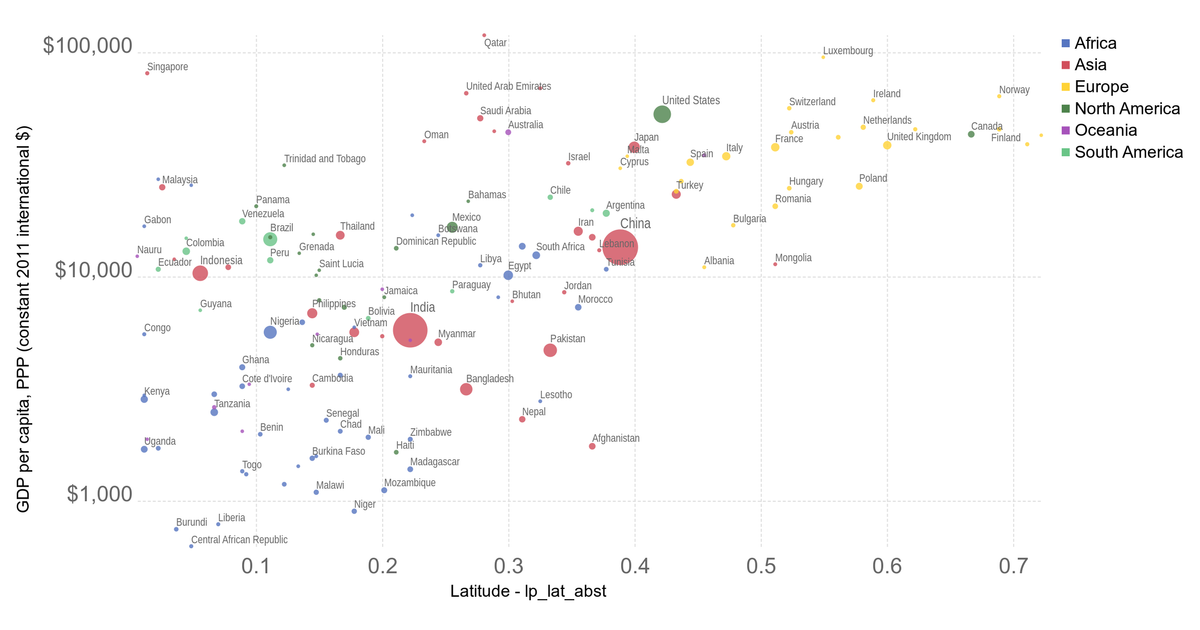 $100,000
Qatar
Luxembourg
Africa
Singapore
Asia
United Arab Emirates
Norway
Ireland
Europe
Switzerland
United States
Saudi Arabia
North America
Australia
Austria
Netherlands
Canada
Oceania
Oman
Japan
France
United Kingdom
Finland
Malta
Spain
Italy
South America
Trinidad and Tobago
Israel
Cyprus
Malaysia
Turkey
Hungary
Poland
Panama
Bahamas
Chile
Romania
Gabon
Venezuela
Mexico
Argentina
Bulgaria
Thailand
Brazil
Botswana
Iran
China
Nauru
Colombia
Grenada
Dominican Republic
South Africa
Lebanon
Ecuador
Indonesia
Peru
Saint Lucia
Libya
Egypt
Tunisia
Albania
Mongolia
$10,000
Guyana
Philippines
Jamaica
Paraguay
Bhutan
Jordan
Morocco
Bolivia
India
Congo
Nigeria
Vietnam
Nicaragua
Myanmar
Pakistan
Honduras
Ghana
Cote d'Ivoire
Cambodia
Mauritania
Bangladesh
Kenya
Tanzania
Lesotho
Senegal
Nepal
Uganda
Benin
Chad
Mali
Zimbabwe
Afghanistan
Burkina Faso
Haiti
Togo
Madagascar
Malawi
Mozambique
$1,000
Niger
Burundi
Liberia
Central African Republic
0.1
0.2
0.3
0.4
0.5
0.6
0.7
Latitude - lp_lat_abst
GDP per capita, PPP (constant 2011 international $)